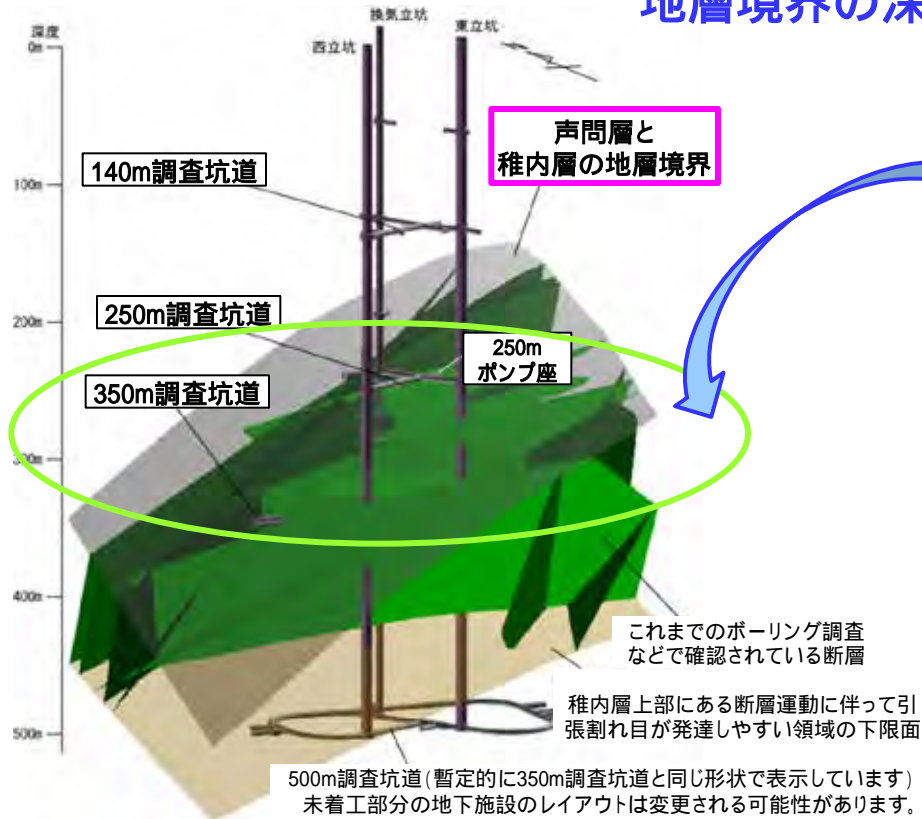 地層境界の深
深度
換気立坑
西立坑
東立坑
0m
声問層と
稚内層の地層境界
140m調査坑道
100m
250m調査坑道
200m
250m
ポンプ座
350m調査坑道
300m
400m
これまでのボーリング調査
などで確認されている断層
稚内層上部にある断層運動に伴って引
張割れ目が発達しやすい領域の下限面
500m
500m調査坑道(暫定的に350m調査坑道と同じ形状で表示しています)
未着工部分の地下施設のレイアウトは変更される可能性があります。